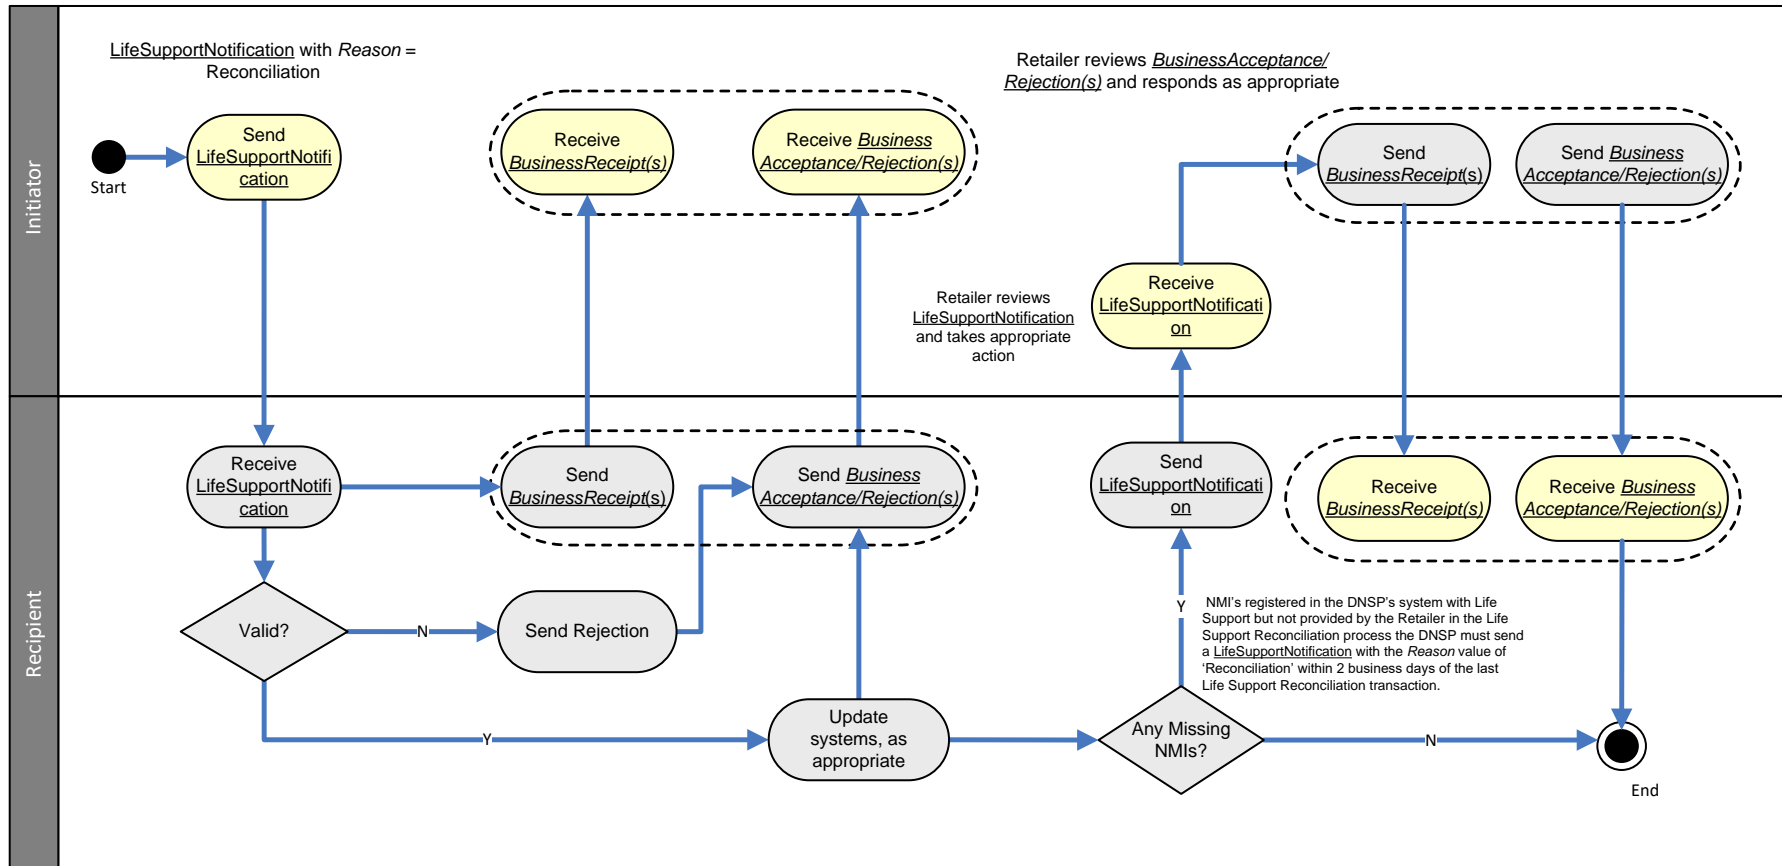 Initiator
LifeSupportNotification with Reason =
Reconciliation
Retailer reviews BusinessAcceptance/
Rejection(s) and responds as appropriate
Start
Send
LifeSupportNotifi
cation
Receive
BusinessReceipt(s)
Receive Business
Acceptance/Rejection(s)
Send
BusinessReceipt(s)
Send Business
Acceptance/Rejection(s)
Retailer reviews
LifeSupportNotification
and takes appropriate
action
Receive
LifeSupportNotificati
on
Recipient
Receive
LifeSupportNotifi
cation
Send
BusinessReceipt(s)
Send Business
Acceptance/Rejection(s)
Send
LifeSupportNotificati
on
Receive
BusinessReceipt(s)
Receive Business
Acceptance/Rejection(s)
Valid?
N
Send Rejection
Y
NMI's registered in the DNSP's system with Life
Support but not provided by the Retailer in the Life
Support Reconciliation process the DNSP must send
a LifeSupportNotification with the Reason value of
‘Reconciliation’ within 2 business days of the last
Life Support Reconciliation transaction.
Y
Update
systems, as
appropriate
Any Missing
NMIs?
N
End